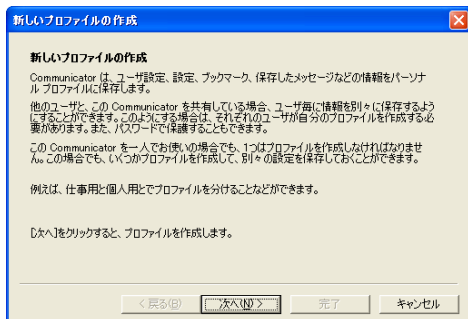 新しいプロファイルの作成
新しいプロファイルの作成
Communicator は、ユーザ設定、設定、ブックマーク、保存したメッセージなどの情報をパーソナ
ル プロファイルに保存します。
他のユーザと、この Communicator を共有している場合、ユーザ毎に情報を別々に保存するよう
にすることができます。このようにする場合は、それぞれのユーザが自分のプロファイルを作成する必
要があります。また、パスワードで保護することもできます。
この Communicator を一人でお使いの場合でも、1つはプロファイルを作成しなければなりませ
ん。この場合でも、いくつかプロファイルを作成して、別々の設定を保存しておくことができます。
例えば、仕事用と個人用とでプロファイルを分けることなどができます。
[次へ]をクリックすると、プロファイルを作成します。
< 戻る(B) 次へ(N) > 完了 キャンセル